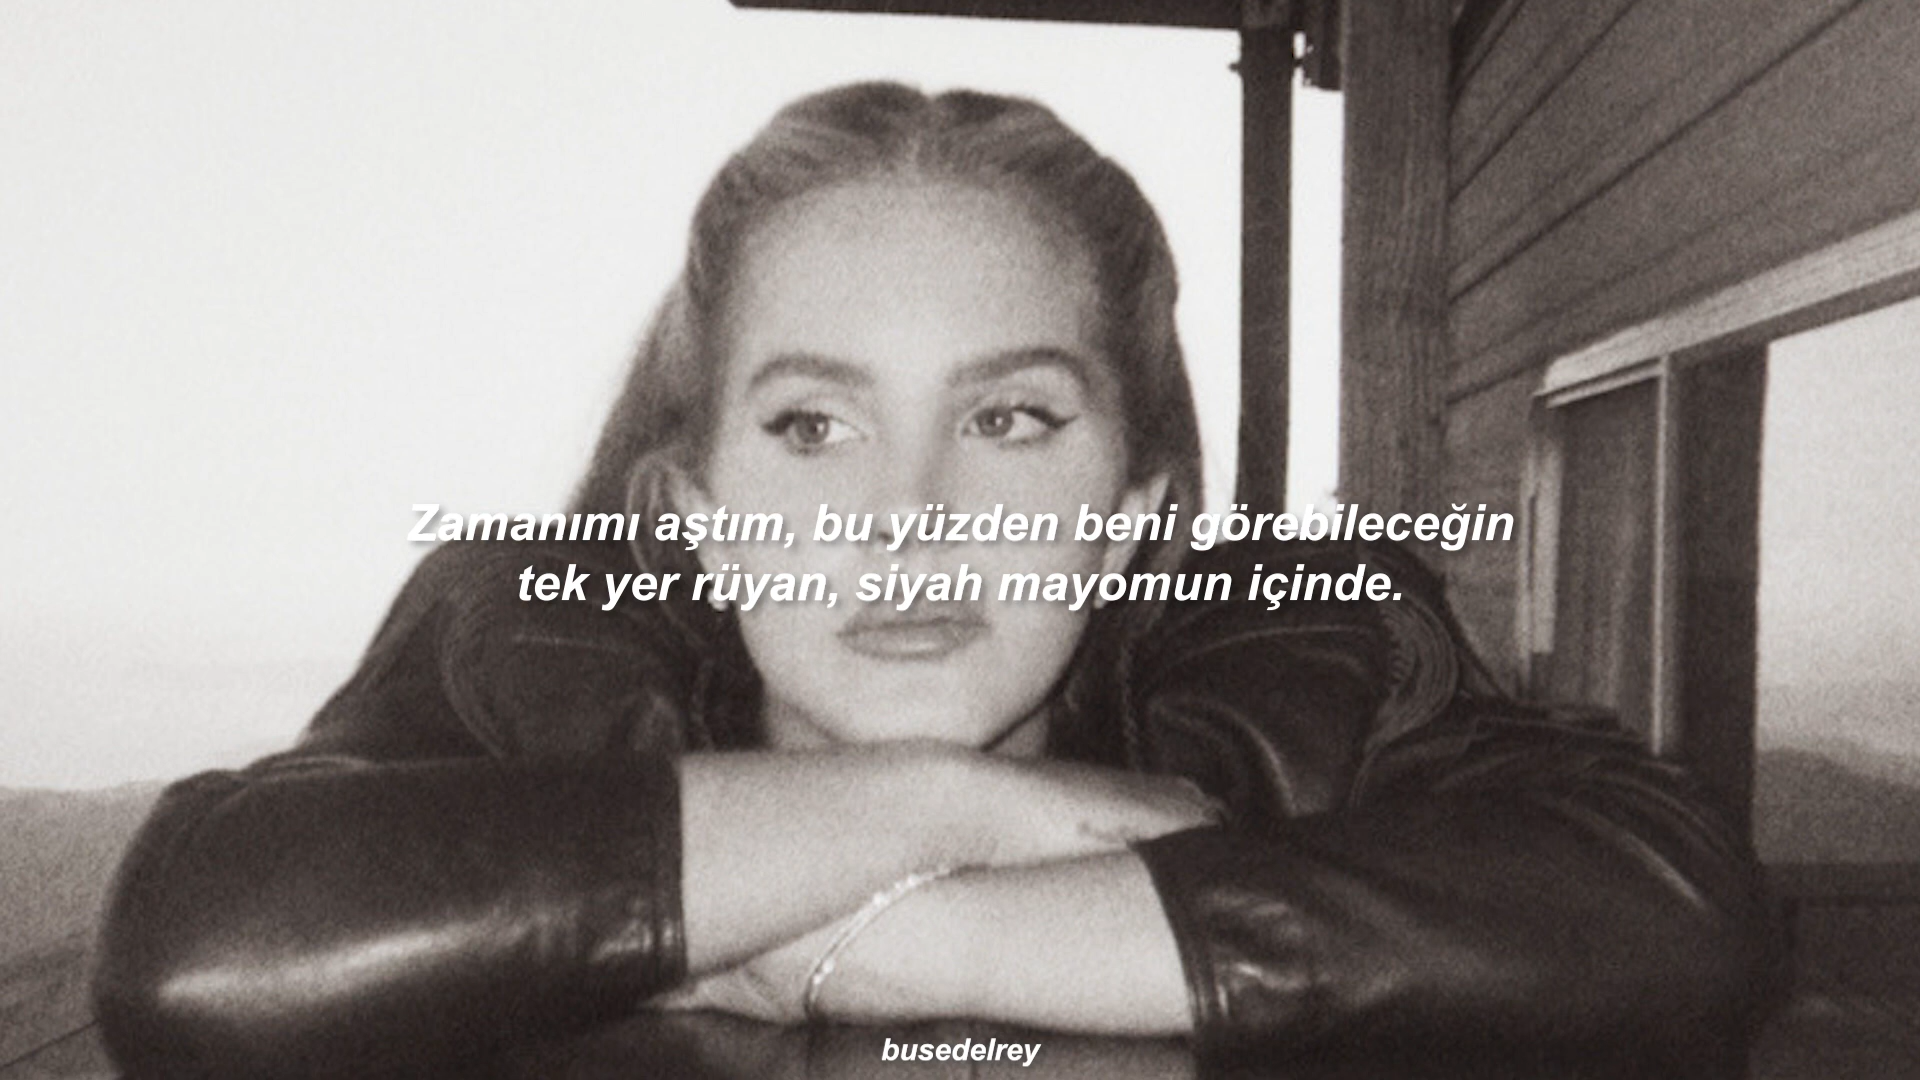 Zamanımı aştım, bu yüzden beni görebileceğin
tek yer rüyan, siyah mayomun içinde.
busedelrey